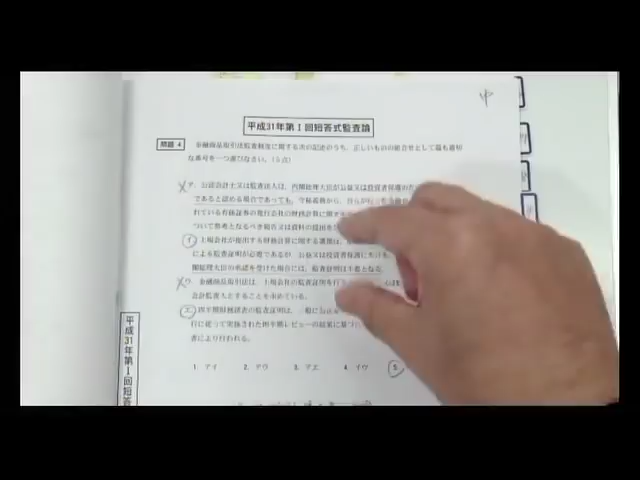 中
平成31年第Ⅰ回短答式監査論
問題 4 金融商品取引法監査制度に関する次の記述のうち，正しいものの組合せとして最も適切
な番号を一つ選びなさい。（5点）
ア．公認会計士又は監査法人は，内閣総理大臣が公益又は投資者保護のため
であると認める場合であっても，守秘義務から，自らが行った監査
れている有価証券の発行会社の財務計算に関する
ついて参考となるべき報告又は資料の提出を
イ．上場会社が提出する財務計算に関する書類は，
による監査証明が必要であるが，公益又は投資者保護に欠ける
閣総理大臣の承認を受けた場合には，監査証明は不要となる。
ウ．金融商品取引法は，上場会社の監査証明を行う
会計監査人とすることを求めている。
エ．四半期財務諸表の監査証明は，一般に公正
行に従って実施された四半期レビューの結果に基づ
書により行われる。
1．アイ 2．アウ 3．アエ 4．イウ 5．
平成31年第Ⅰ回短答